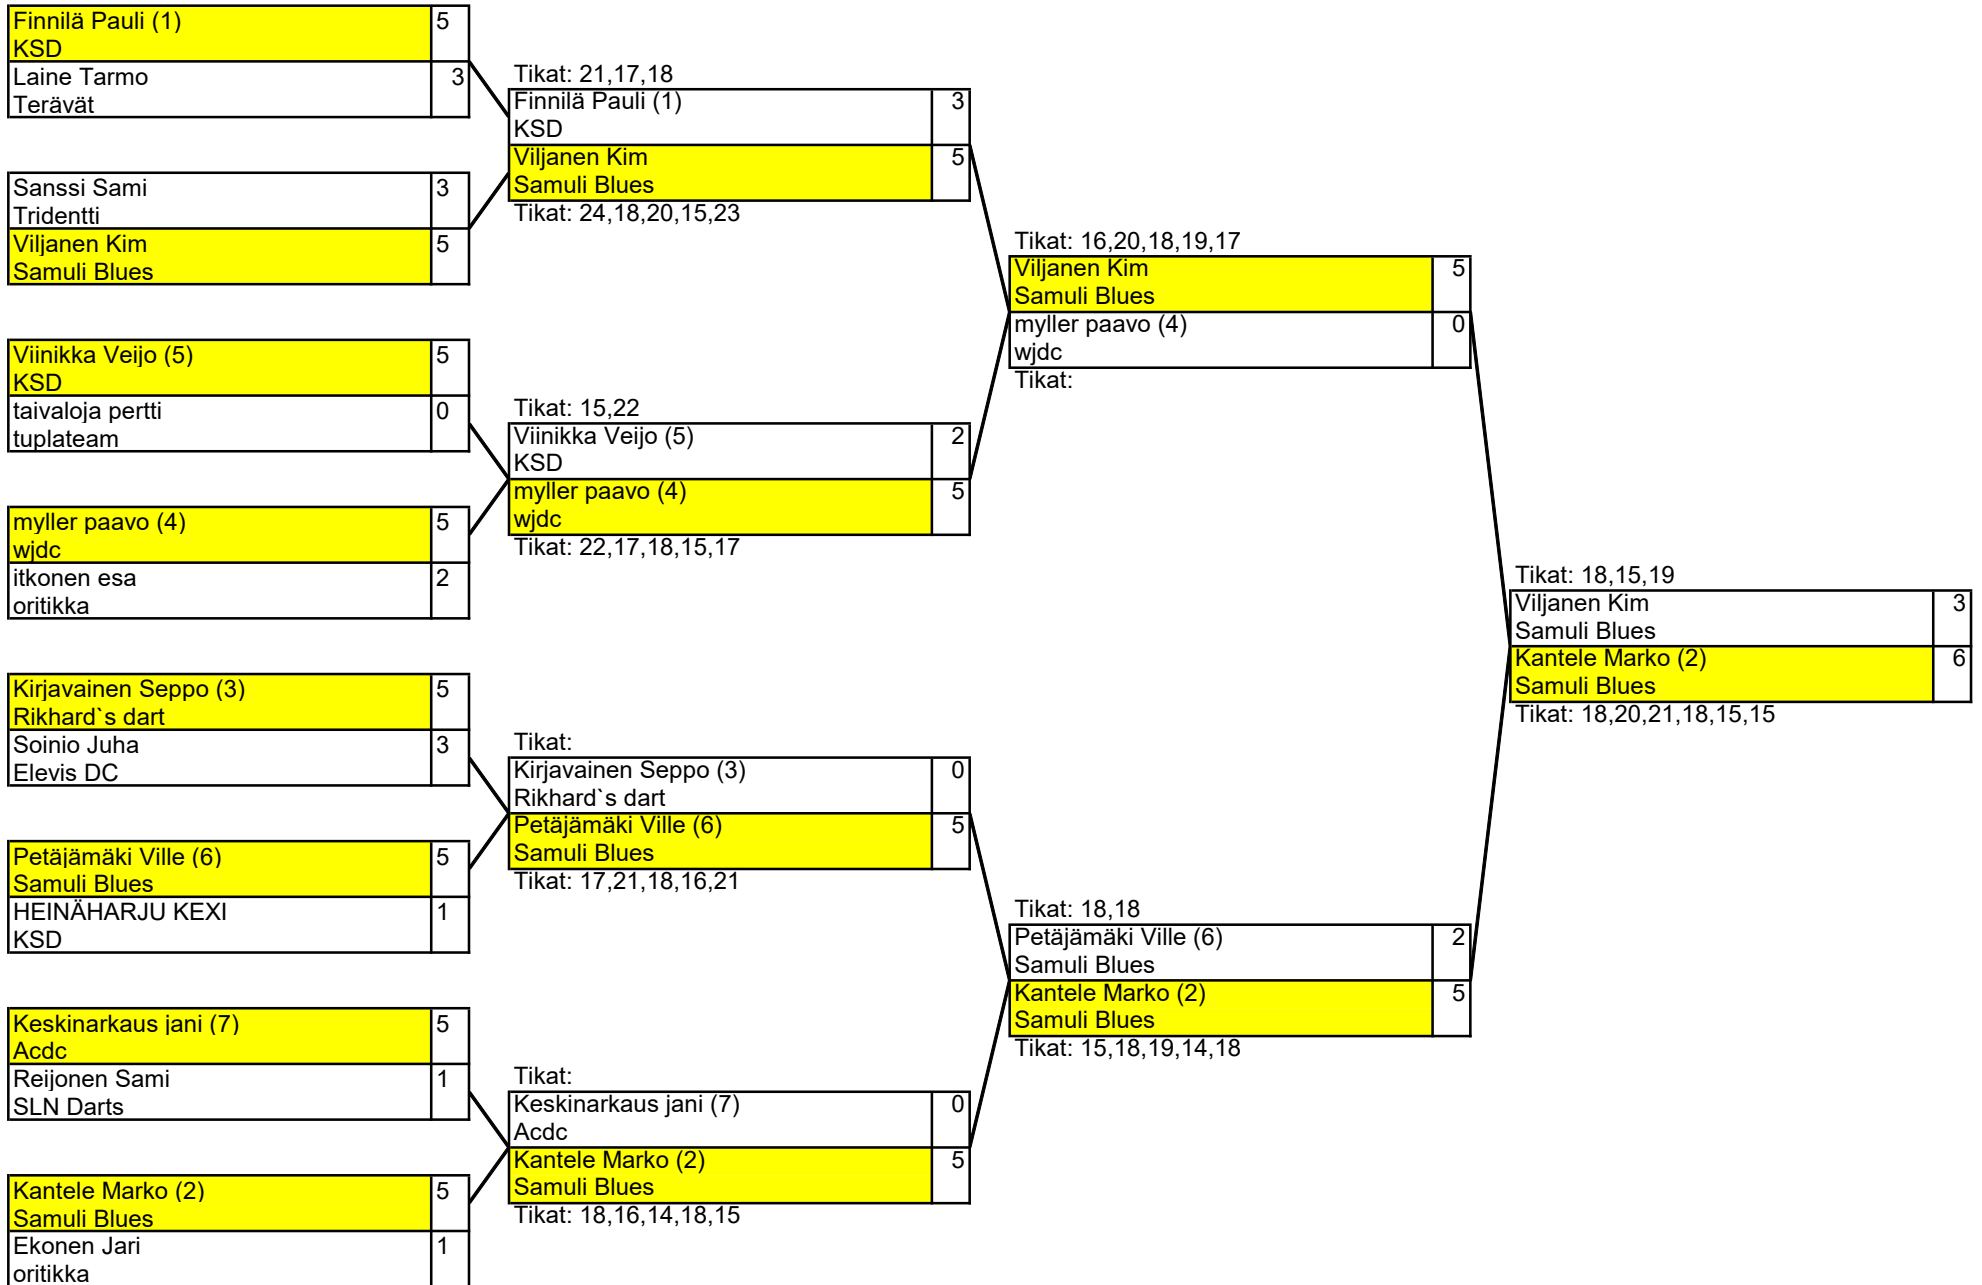 Finnilä Pauli (1) 5
KSD
Laine Tarmo 3
Terävät
Sanssi Sami 3
Tridentti
Viljanen Kim 5
Samuli Blues
Viinikka Veijo (5) 5
KSD
taivaloja pertti 0
tuplateam
myller paavo (4) 5
wjdc
itkonen esa 2
oritikka
Kirjavainen Seppo (3) 5
Rikhard`s dart
Soinio Juha 3
Elevis DC
Petäjämäki Ville (6) 5
Samuli Blues
HEINÄHARJU KEXI 1
KSD
Keskinarkaus jani (7) 5
Acdc
Reijonen Sami 1
SLN Darts
Kantele Marko (2) 5
Samuli Blues
Ekonen Jari 1
oritikka
Tikat: 21,17,18
Finnilä Pauli (1) 3
KSD
Viljanen Kim 5
Samuli Blues
Tikat: 24,18,20,15,23
Tikat: 15,22
Viinikka Veijo (5) 2
KSD
myller paavo (4) 5
wjdc
Tikat: 22,17,18,15,17
Tikat:
Kirjavainen Seppo (3) 0
Rikhard`s dart
Petäjämäki Ville (6) 5
Samuli Blues
Tikat: 17,21,18,16,21
Tikat:
Keskinarkaus jani (7) 0
Acdc
Kantele Marko (2) 5
Samuli Blues
Tikat: 18,16,14,18,15
Tikat: 16,20,18,19,17
Viljanen Kim 5
Samuli Blues
myller paavo (4) 0
wjdc
Tikat:
Tikat: 18,18
Petäjämäki Ville (6) 2
Samuli Blues
Kantele Marko (2) 5
Samuli Blues
Tikat: 15,18,19,14,18
Tikat: 18,15,19
Viljanen Kim 3
Samuli Blues
Kantele Marko (2) 6
Samuli Blues
Tikat: 18,20,21,18,15,15